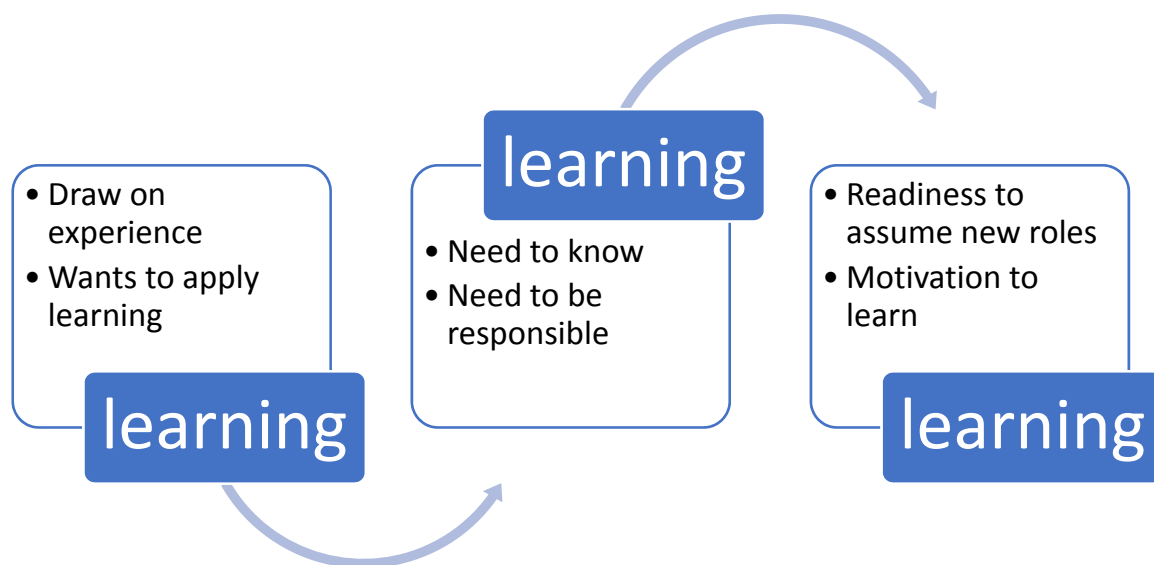 • Draw on
experience
• Wants to apply
learning
learning
learning
• Need to know
• Need to be
responsible
• Readiness to
assume new roles
• Motivation to
learn
learning